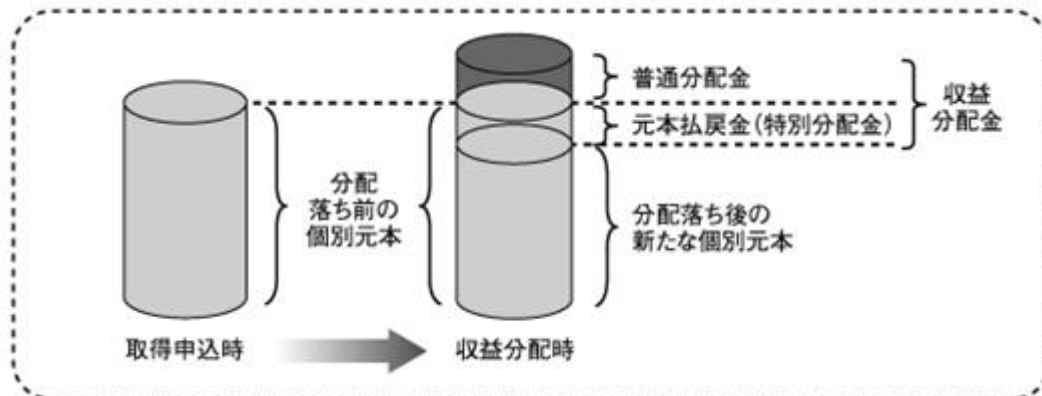 普通分配金
元本払戻金(特別分配金)
収益
分配金
分配
落ち前の
個別元本
分配落ち後の
新たな個別元本
取得申込時
収益分配時